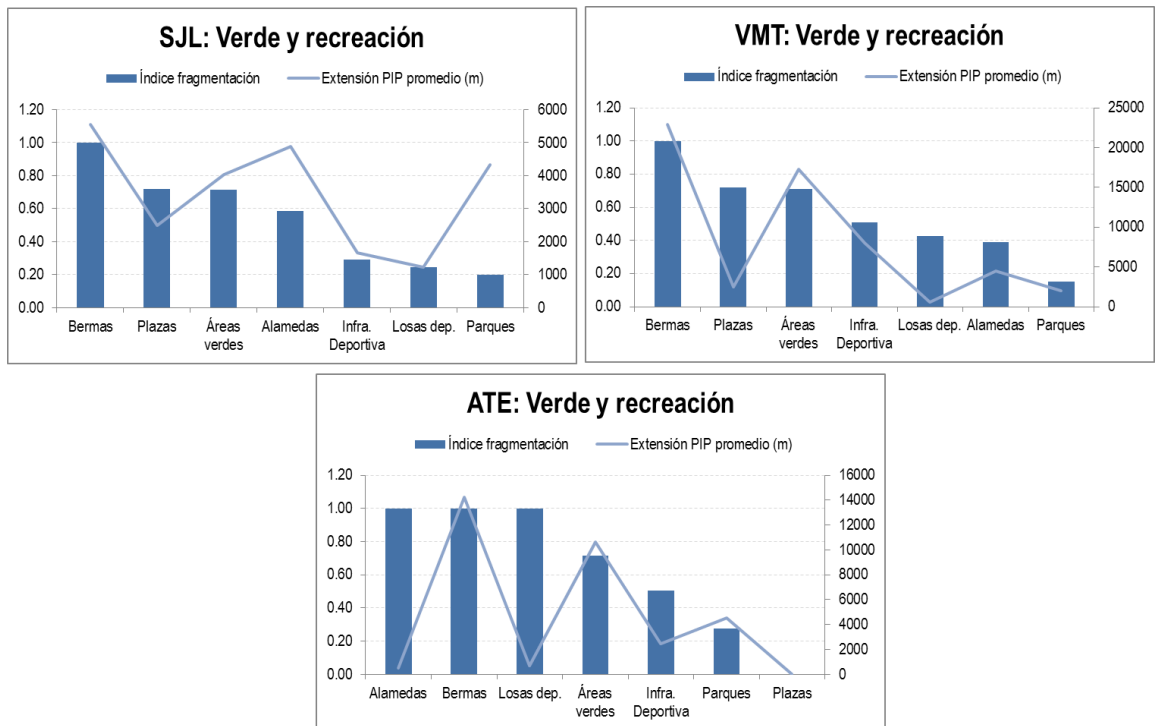 SJL: Verde y recreación
Índice fragmentación Extensión PIP promedio (m)
1.20 6000
5000
1.00
0.80 4000
0.60 3000
0.40 2000
0.20 1000
0.00 0
Bermas Plazas Áreas verdes Alamedas Infra. Deportiva Losas dep. Parques
VMT: Verde y recreación
Índice fragmentación Extensión PIP promedio (m)
1.20 25000
1.00 20000
0.80
15000
0.60
10000
0.40
0.20 5000
0.00 0
Bermas Plazas Áreas verdes Infra. Deportiva Losas dep. Alamedas Parques
ATE: Verde y recreación
Índice fragmentación Extensión PIP promedio (m)
1.20 16000
14000
1.00 12000
0.80 10000
0.60 8000
6000
0.40 4000
0.20 2000
0.00 0
Alamedas Bermas Losas dep. Áreas verdes Infra. Deportiva Parques Plazas